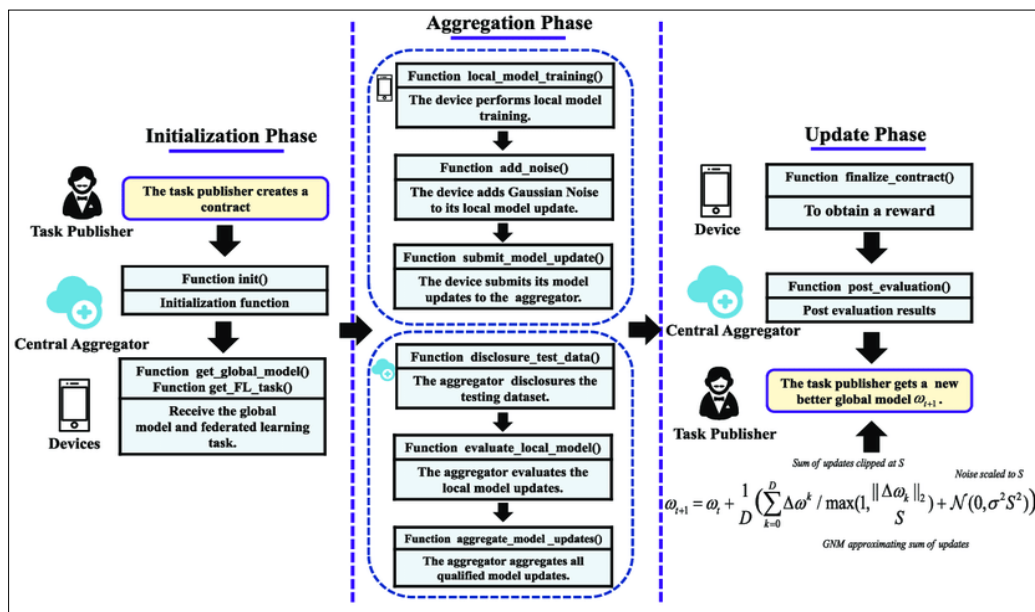 Initialization Phase
The task publisher creates a
contract
Task Publisher
Function init()
Initialization function
Central Aggregator
Function get_global_model()
Function get_FL_task()
Receive the global
model and federated learning
task.
Devices
Aggregation Phase
Function local_model_training()
The device performs local model
training.
Function add_noise()
The device adds Gaussian Noise
to its local model update.
Function submit_model_update()
The device submits its model
updates to the aggregator.
Function disclosure_test_data()
The aggregator disclosures the
testing dataset.
Function evaluate_local_model()
The aggregator evaluates the
local model updates.
Function aggregate_model_updates()
The aggregator aggregates all
qualified model updates.
Update Phase
Function finalize_contract()
To obtain a reward
Device
Function post_evaluation()
Post evaluation results
Central Aggregator
The task publisher gets a new
better global model ω_{t+1}.
Task Publisher
Sum of updates clipped at S
Noise scaled to S
ω_{t+1} = ω_t + 1/D (∑_{k=0}^{D} Δω^k / max(1, ‖Δω_k‖_2 / S) + N(0, σ²S²))
GNM approximating sum of updates